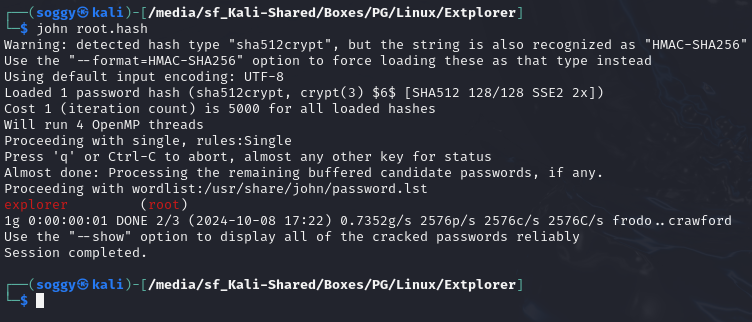 ┌──(soggy㉿kali)-[/media/sf_Kali-Shared/Boxes/PG/Linux/Extplorer]
└─$ john root.hash
Warning: detected hash type "sha512crypt", but the string is also recognized as "HMAC-SHA256"
Use the "--format=HMAC-SHA256" option to force loading these as that type instead
Using default input encoding: UTF-8
Loaded 1 password hash (sha512crypt, crypt(3) $6$ [SHA512 128/128 SSE2 2x])
Cost 1 (iteration count) is 5000 for all loaded hashes
Will run 4 OpenMP threads
Proceeding with single, rules:Single
Press 'q' or Ctrl-C to abort, almost any other key for status
Almost done: Processing the remaining buffered candidate passwords, if any.
Proceeding with wordlist:/usr/share/john/password.lst
explorer         (root)
1g 0:00:00:01 DONE 2/3 (2024-10-08 17:22) 0.7352g/s 2576p/s 2576c/s 2576C/s frodo..crawford
Use the "--show" option to display all of the cracked passwords reliably
Session completed.
┌──(soggy㉿kali)-[/media/sf_Kali-Shared/Boxes/PG/Linux/Extplorer]
└─$